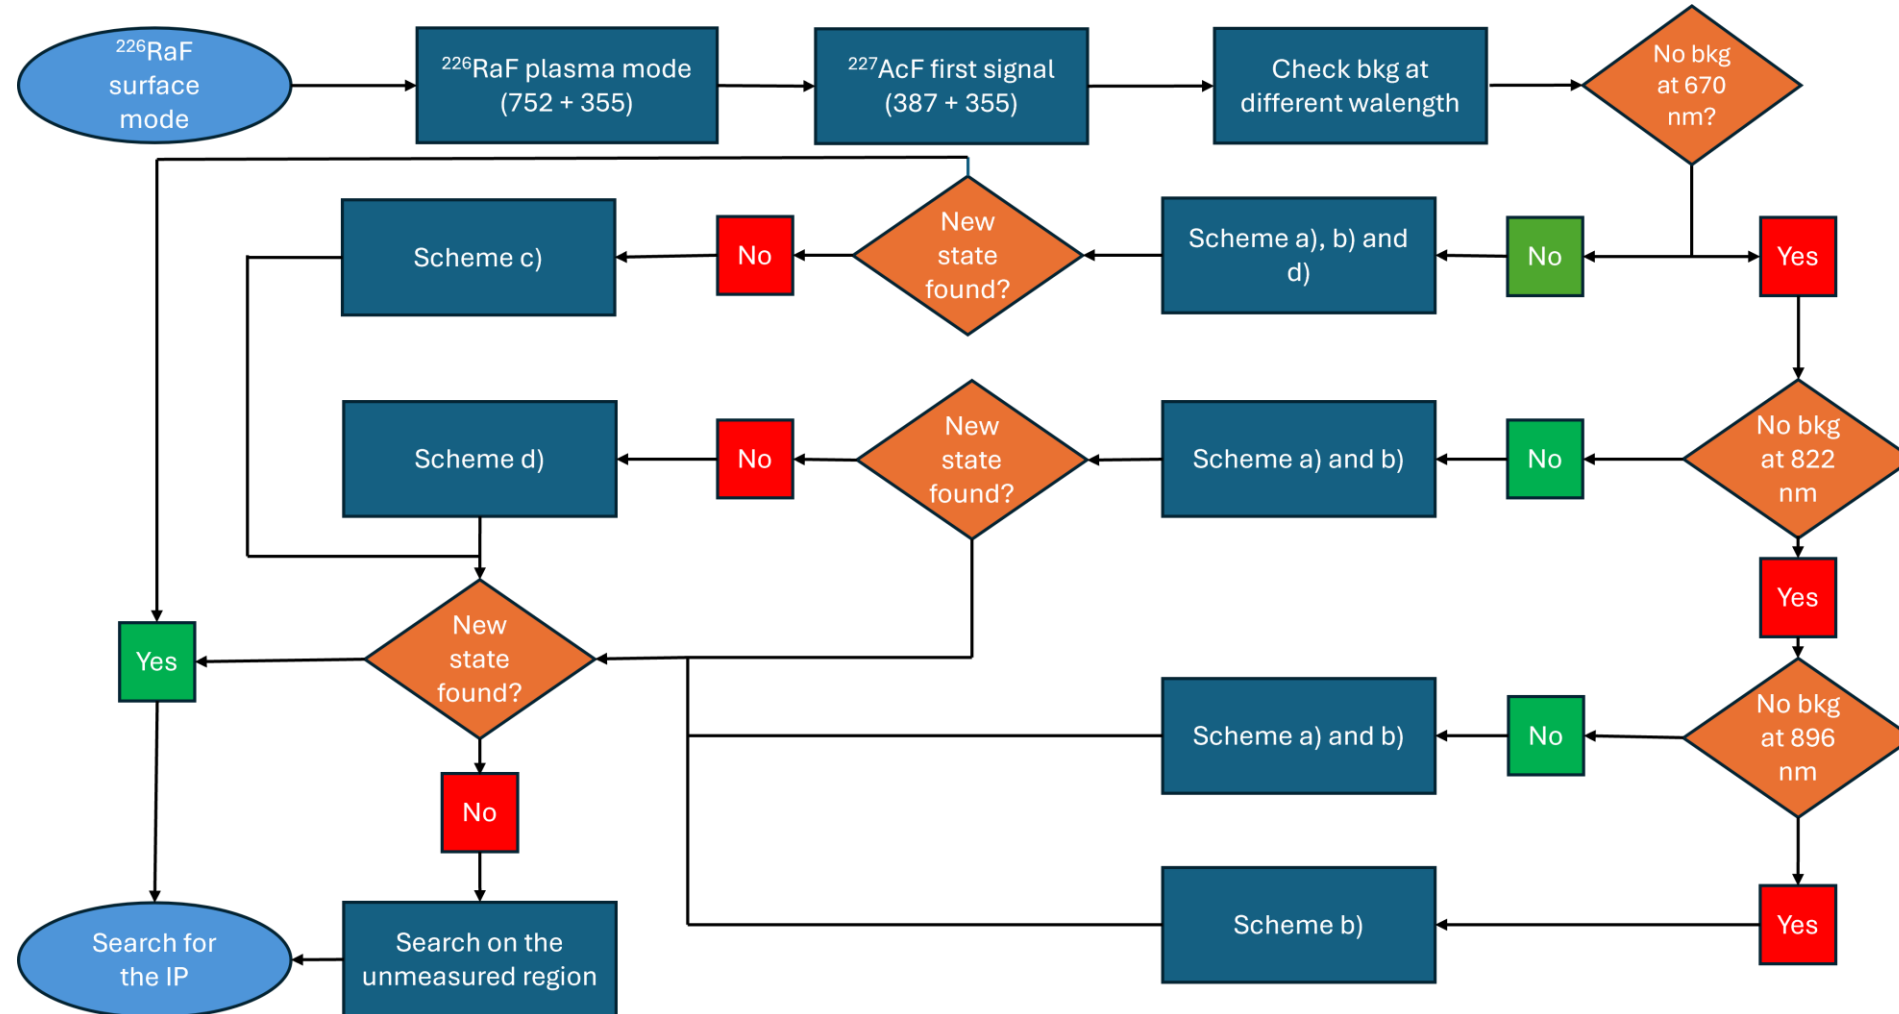 ²²⁶RaF
surface
mode
²²⁶RaF plasma mode
(752 + 355)
²²⁷AcF first signal
(387 + 355)
Check bkg at
different walength
No bkg
at 670
nm?
Scheme c)
No
New
state
found?
Scheme a), b) and
d)
No
Yes
Scheme d)
No
New
state
found?
Scheme a) and b)
No
No bkg
at 822
nm
Yes
Yes
New
state
found?
Scheme a) and b)
No
No bkg
at 896
nm
No
Search for
the IP
Search on the
unmeasured region
Scheme b)
Yes